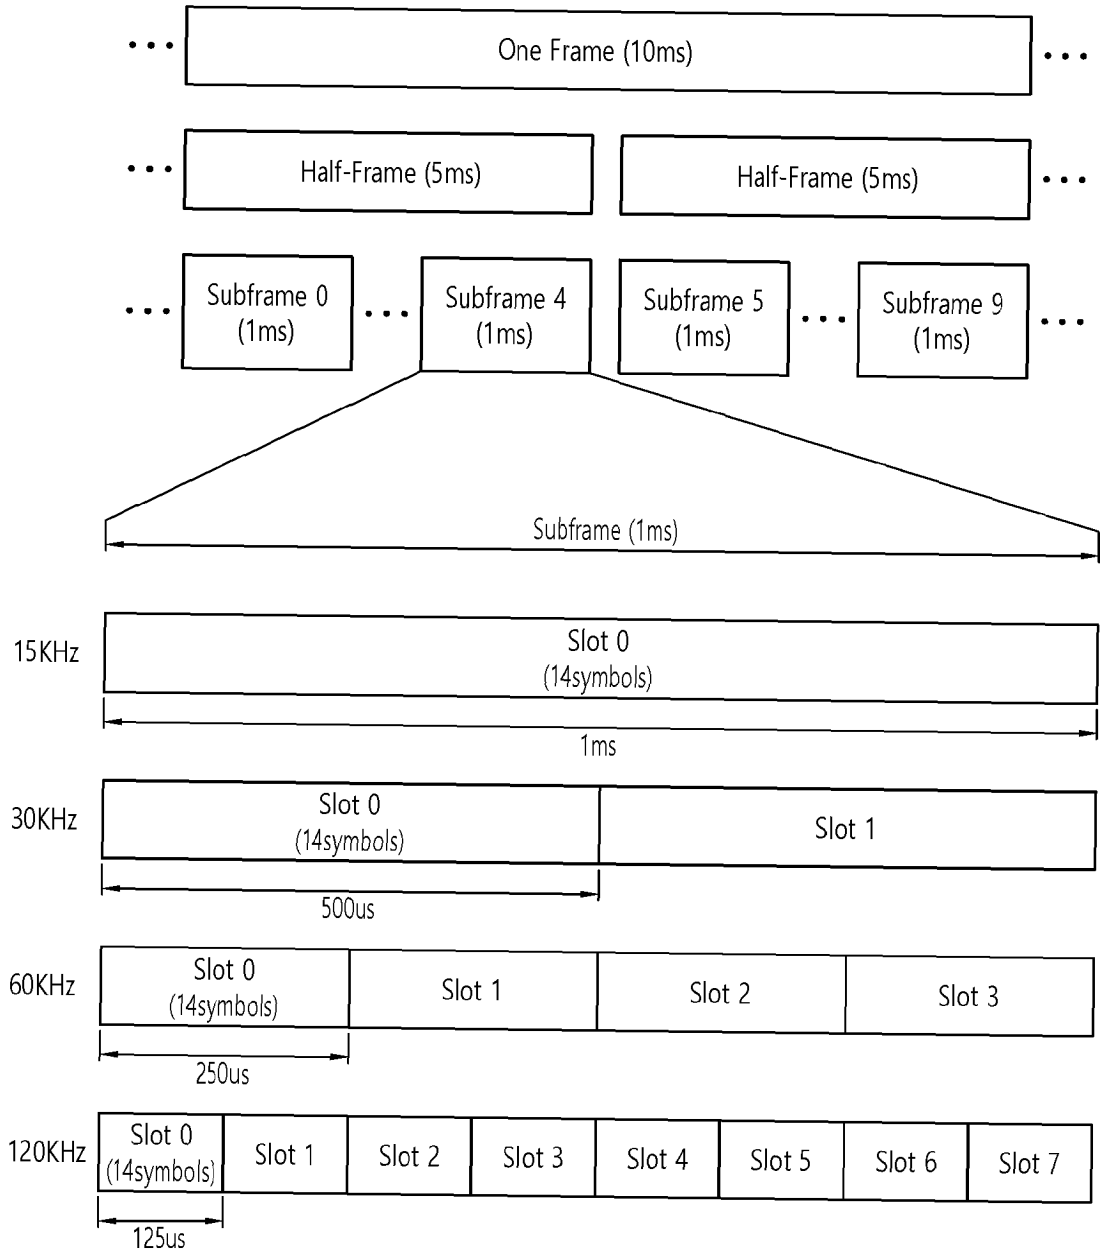 One Frame (10ms)
Half-Frame (5ms)
Half-Frame (5ms)
Subframe 0
(1ms)
Subframe 4
(1ms)
Subframe 5
(1ms)
Subframe 9
(1ms)
Subframe (1ms)
15KHz
Slot 0
(14symbols)
1ms
30KHz
Slot 0
(14symbols)
Slot 1
500us
60KHz
Slot 0
(14symbols)
Slot 1
Slot 2
Slot 3
250us
120KHz
Slot 0
(14symbols)
Slot 1
Slot 2
Slot 3
Slot 4
Slot 5
Slot 6
Slot 7
125us